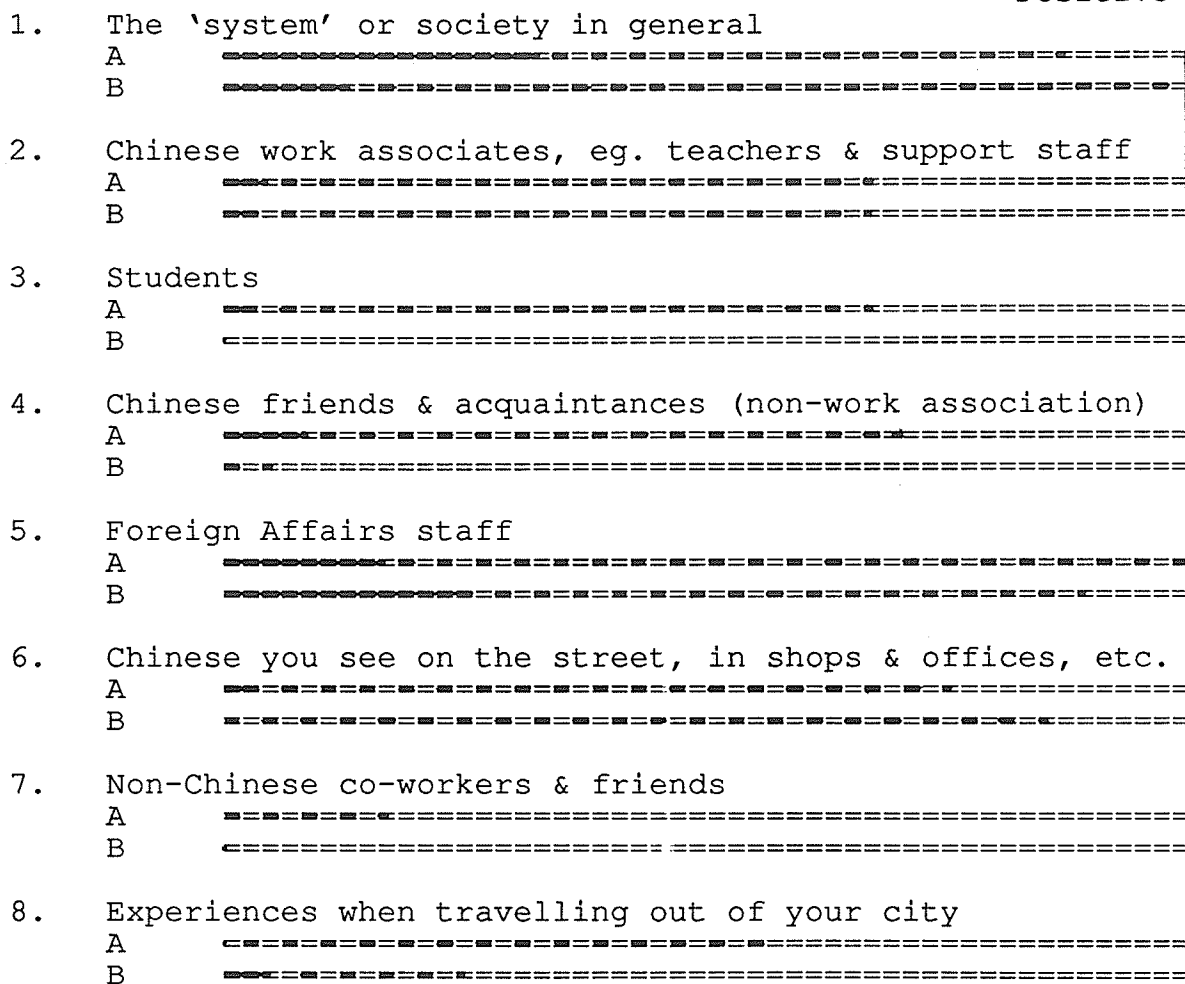 1. The 'system' or society in general
A
B
2. Chinese work associates, eg. teachers & support staff
A
B
3. Students
A
B
4. Chinese friends & acquaintances (non-work association)
A
B
5. Foreign Affairs staff
A
B
6. Chinese you see on the street, in shops & offices, etc.
A
B
7. Non-Chinese co-workers & friends
A
B
8. Experiences when travelling out of your city
A
B